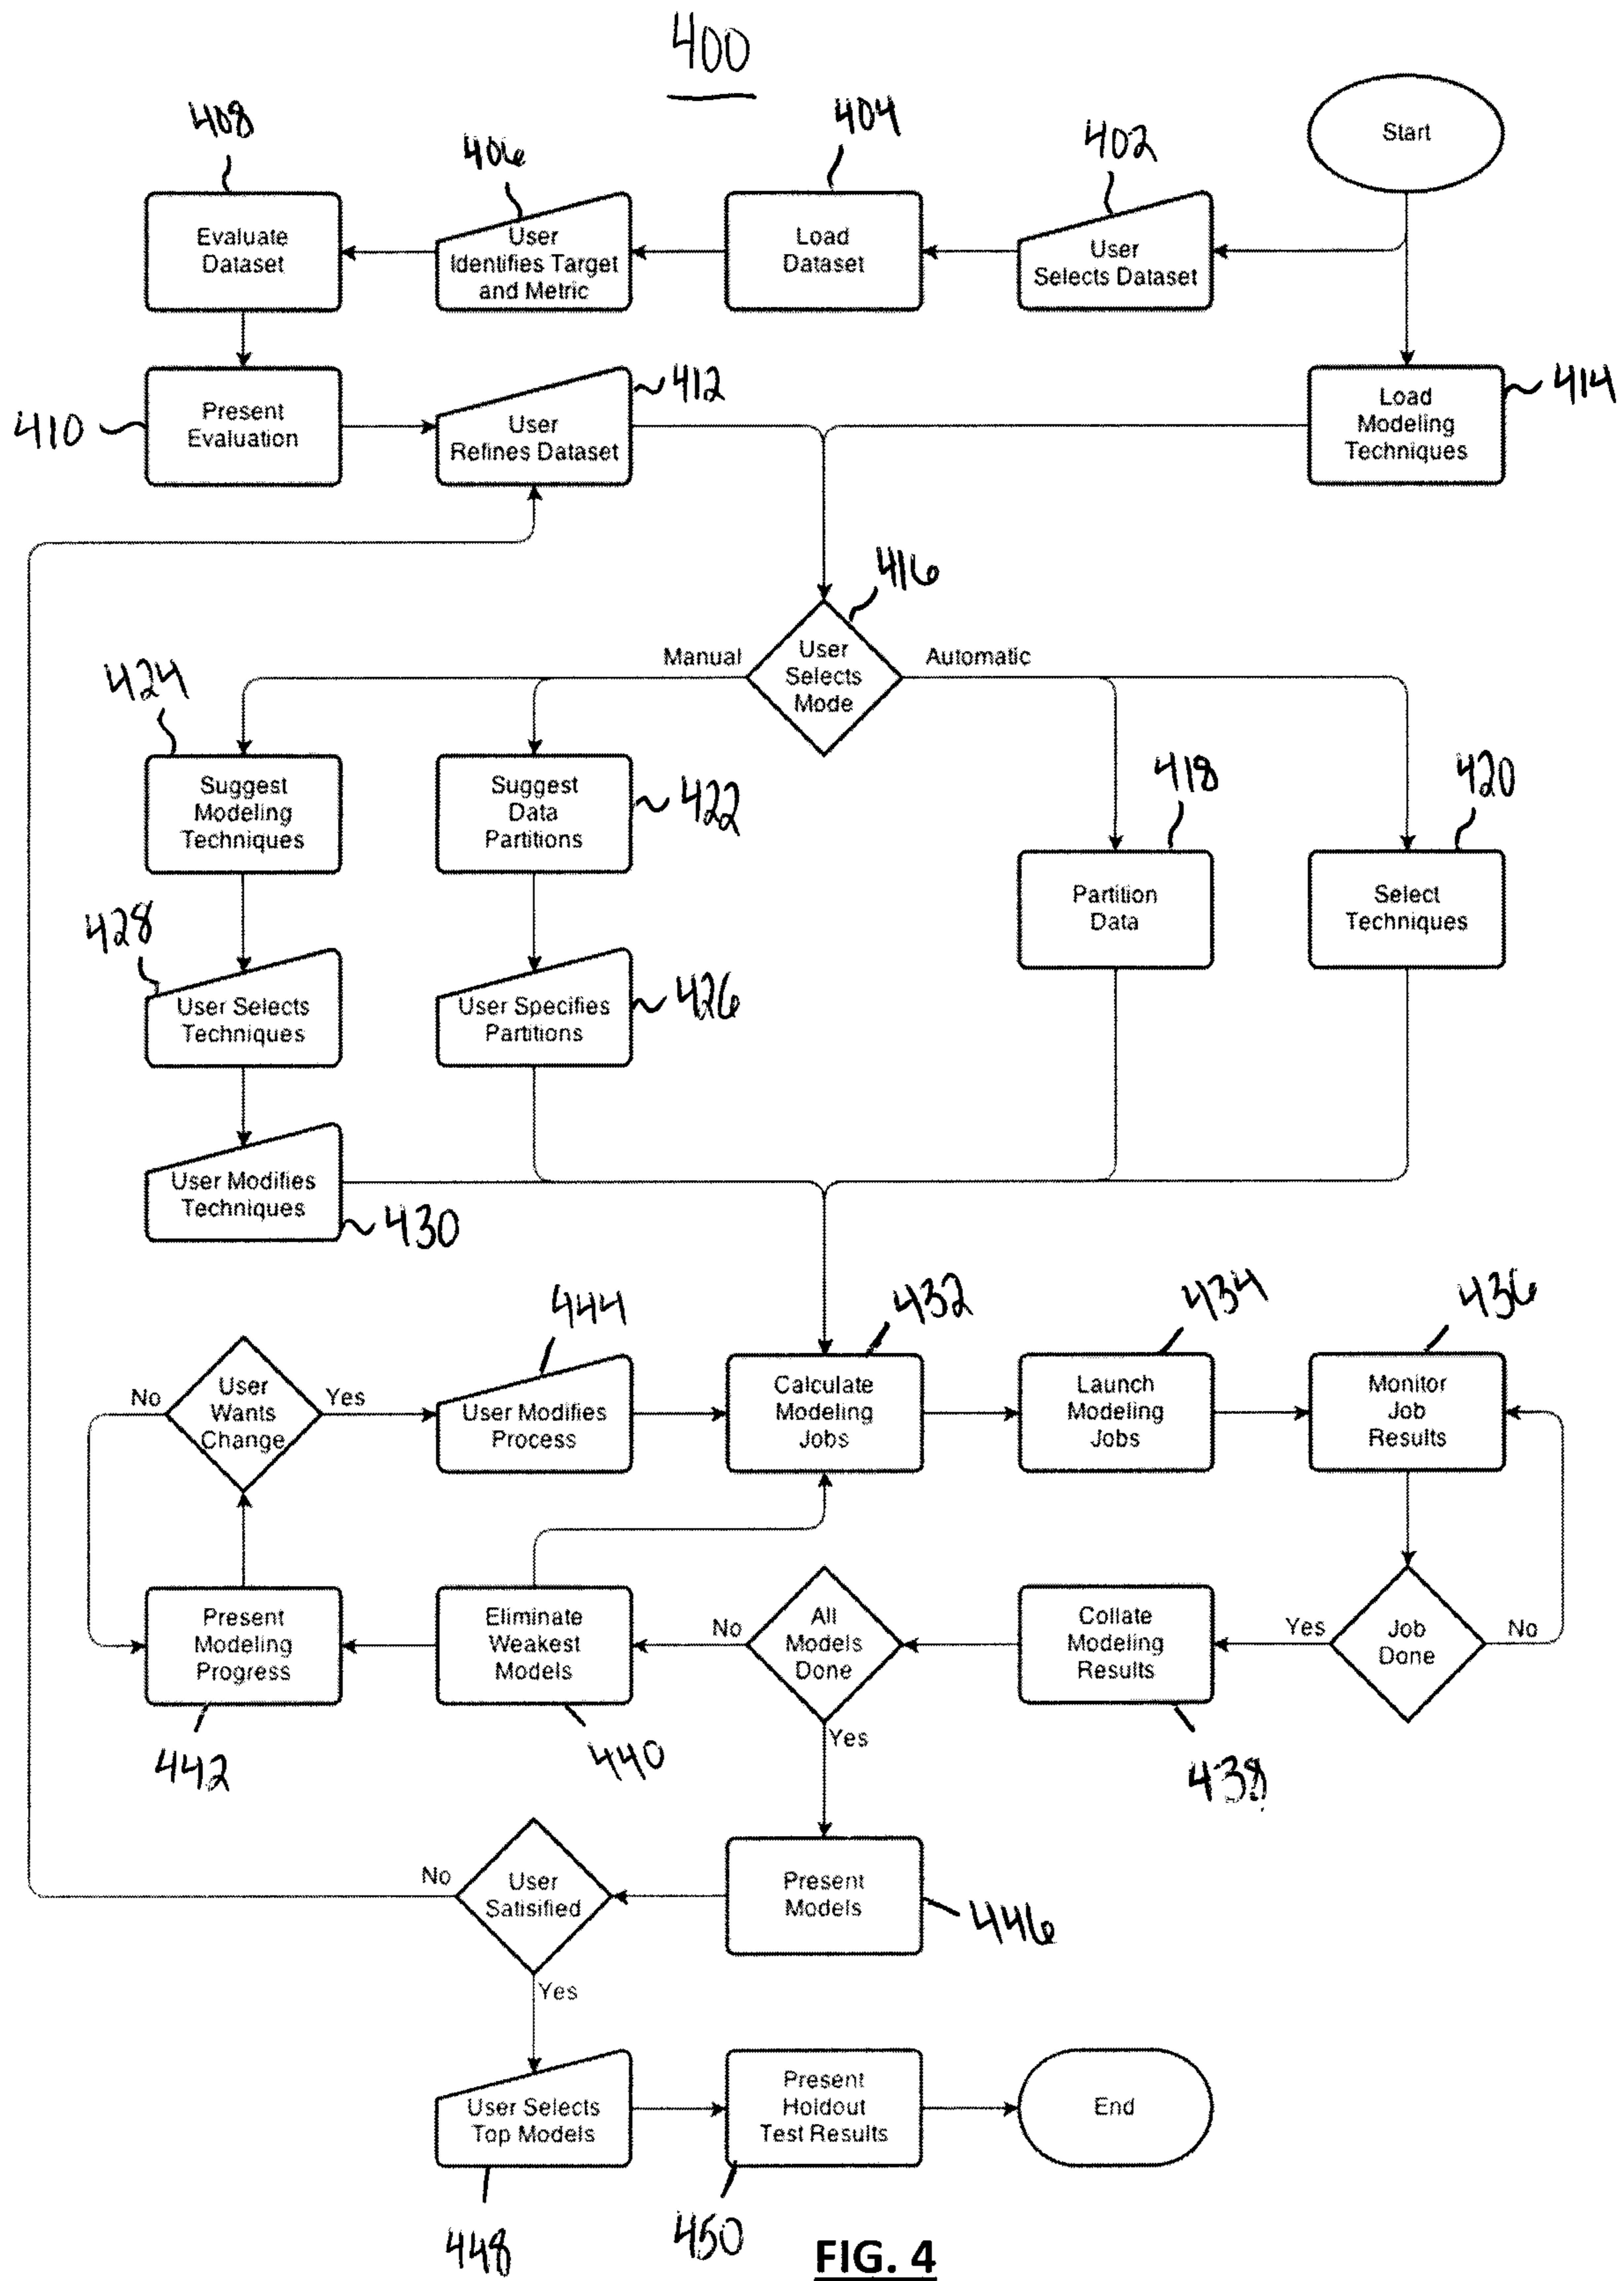 400
408
406
404
402
Start
Evaluate
Dataset
User
Identifies Target
and Metric
Load
Dataset
User
Selects Dataset
410
Present
Evaluation
User
Refines Dataset
412
Load
Modeling
Techniques
414
416
Manual
User
Selects
Mode
Automatic
424
Suggest
Modeling
Techniques
Suggest
Data
Partitions
422
418
420
Partition
Data
Select
Techniques
428
User Selects
Techniques
User Specifies
Partitions
426
User Modifies
Techniques
430
444
432
434
436
No
User
Wants
Change
Yes
User Modifies
Process
Calculate
Modeling
Jobs
Launch
Modeling
Jobs
Monitor
Job
Results
Present
Modeling
Progress
Eliminate
Weakest
Models
No
All
Models
Done
Yes
Collate
Modeling
Results
Yes
Job
Done
No
442
440
438
No
User
Satisified
Yes
Present
Models
446
User Selects
Top Models
Present
Holdout
Test Results
End
448
450
FIG. 4